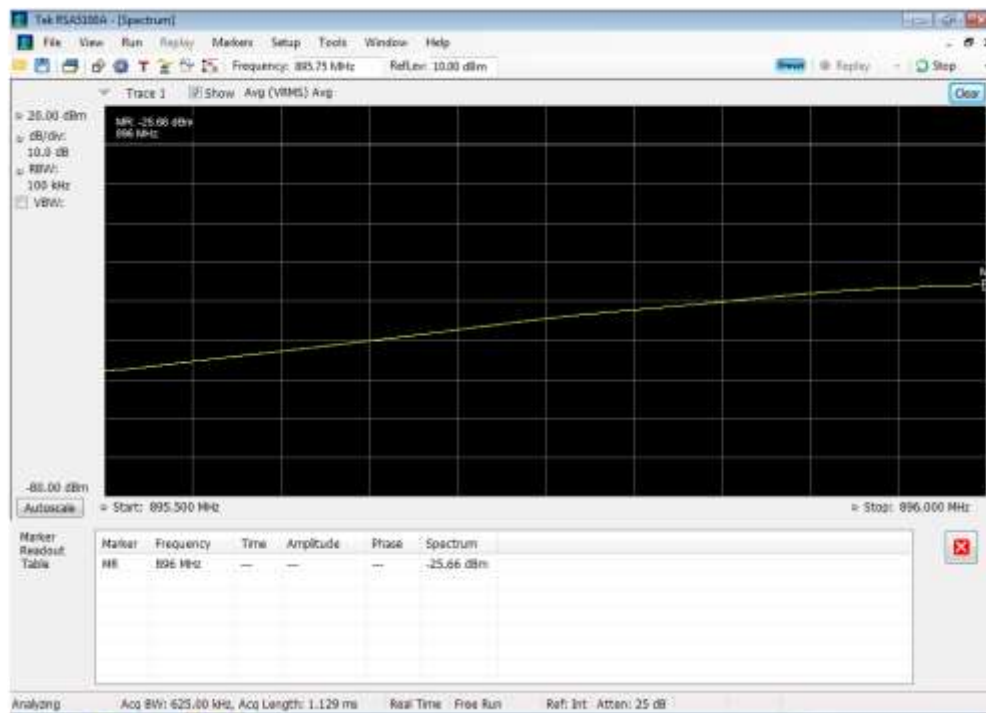 Tek RSA5100A - [Spectrum]
File View Run Replay Markers Setup Tools Window Help
Frequency: 895.75 MHz RefLev: 10.00 dBm Preset Replay Stop
Trace 1 Show Avg (VRMS) Avg Clear
20.00 dBm
dB/div:
10.0 dB
RBW:
100 kHz
VBW:
MR: -25.66 dBm
896 MHz
-80.00 dBm
Autoscale Start: 895.500 MHz Stop: 896.000 MHz
Marker
Readout
Table
Marker Frequency Time Amplitude Phase Spectrum
MR 896 MHz --- --- --- -25.66 dBm
Analyzing Acq BW: 625.00 kHz, Acq Length: 1.129 ms Real Time Free Run Ref: Int Atten: 25 dB